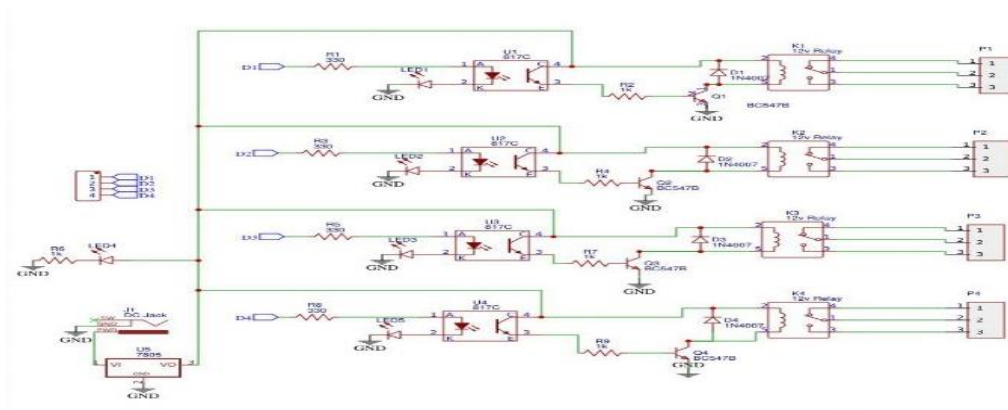 K1
12v Relay
P1
R1
330
D1
U1
817C
LED1
GND
A
C
K
E
1
2
3
4
R2
1k
D1
1N4007
Q1
BC547B
GND
1
2
3
K2
12v Relay
P2
R3
330
D2
U2
817C
LED2
GND
A
C
K
E
R4
1k
D2
1N4007
Q2
BC547B
GND
1
2
3
1
2
3
4
D1
D2
D3
D4
K3
12v Relay
P3
R5
330
D3
U3
817C
LED3
GND
A
C
K
E
R7
1k
D3
1N4007
Q3
BC547B
GND
1
2
3
R6
1k
LED4
GND
K4
12v Relay
P4
R8
330
D4
U4
817C
LED5
GND
A
C
K
E
R9
1k
D4
1N4007
Q4
BC547B
GND
1
2
3
J1
DC Jack
SW
GND
PWR
GND
U5
7805
VI
VO
GND
1
2
3
GND